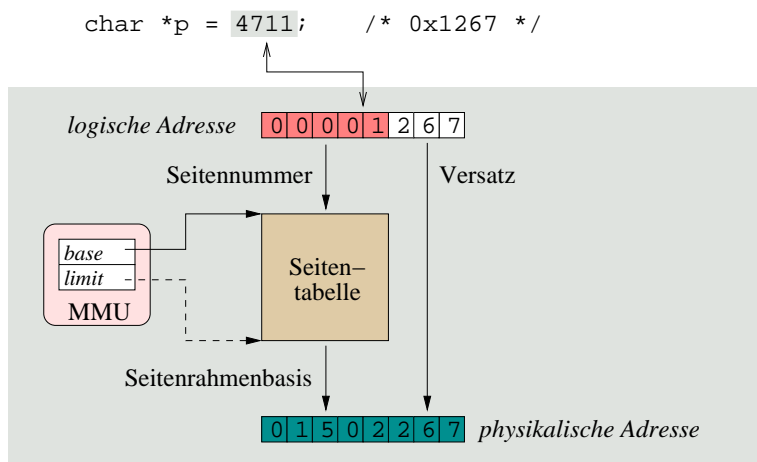 char *p = 4711;    /* 0x1267 */
logische Adresse 0 0 0 0 1 2 6 7
Seitennummer
Versatz
base
limit
MMU
Seiten–
tabelle
Seitenrahmenbasis
0 1 5 0 2 2 6 7 physikalische Adresse